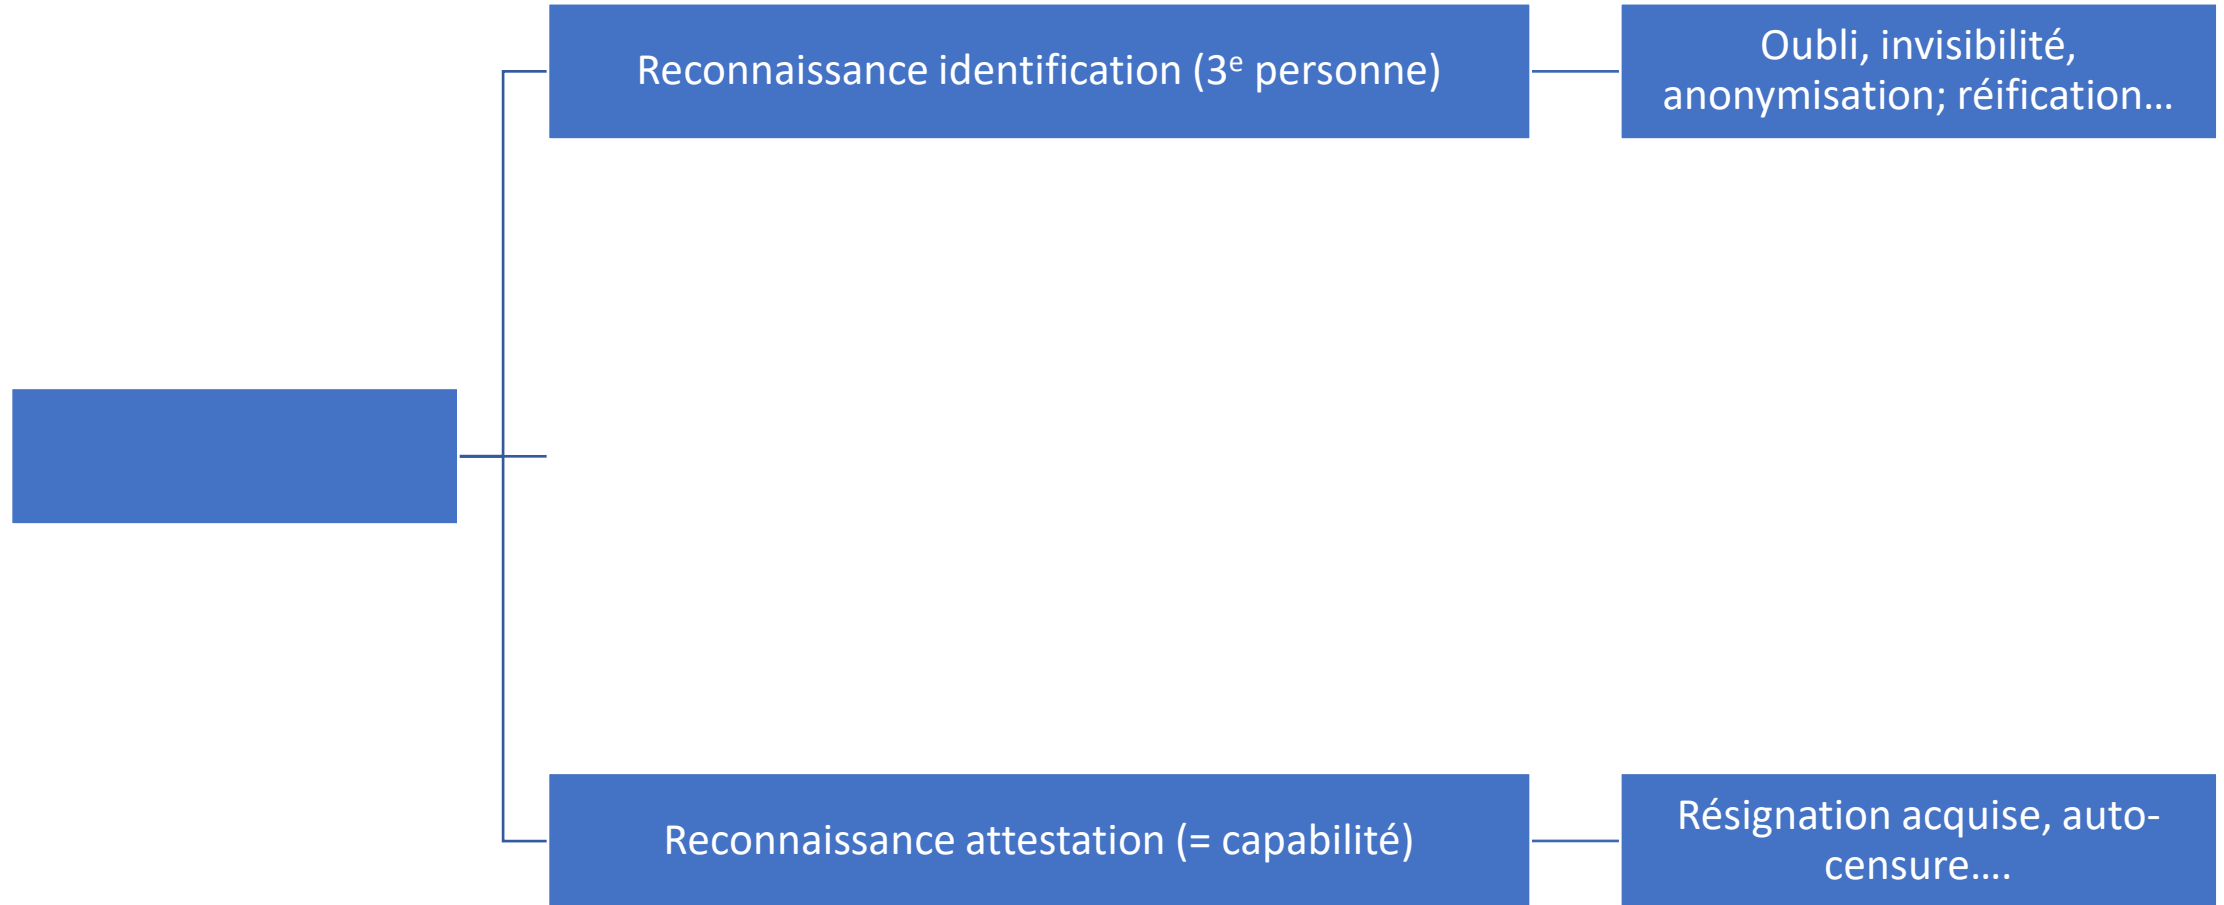 Reconnaissance identification (3e personne)
Oubli, invisibilité,
anonymisation; réification...
Reconnaissance attestation (= capabilité)
Résignation acquise, auto-
censure....